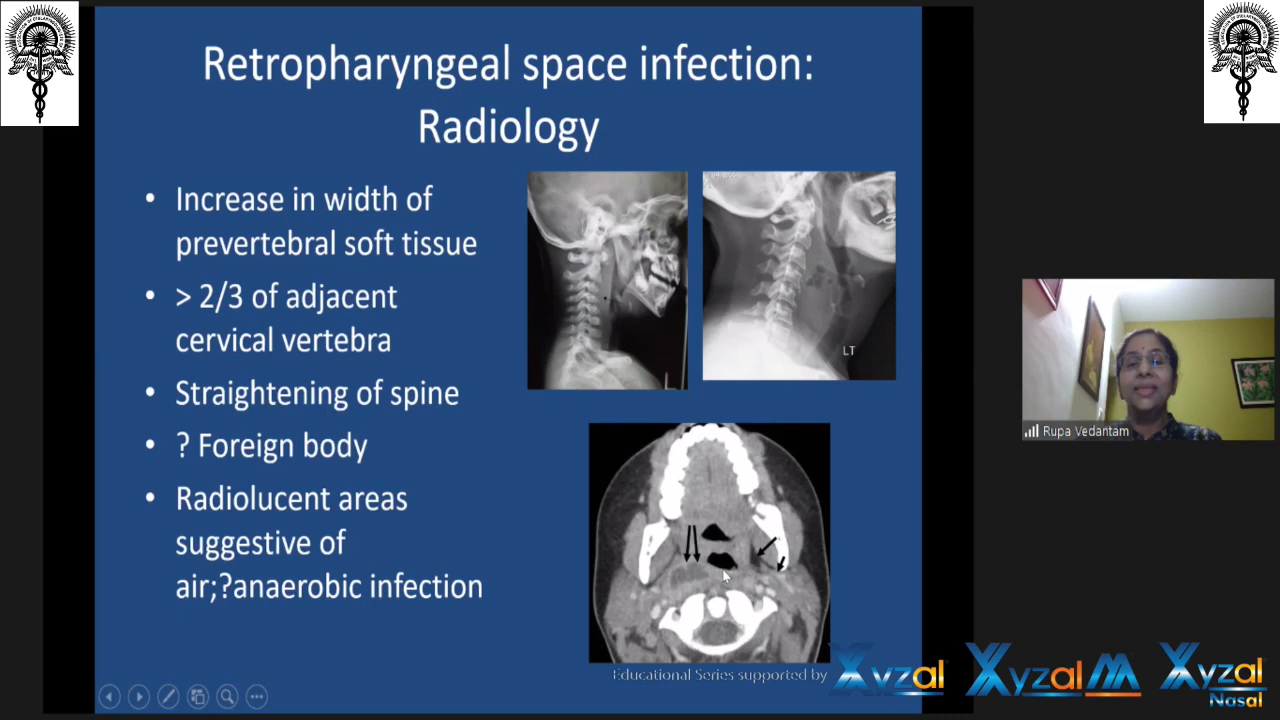 Retropharyngeal space infection:
Radiology
• Increase in width of
prevertebral soft tissue
• > 2/3 of adjacent
cervical vertebra
• Straightening of spine
• ? Foreign body
• Radiolucent areas
suggestive of
air;?anaerobic infection
LT
Rupa Vedantam
Educational Series supported by
Xyzal
Xyzal M
Xyzal
Nasal